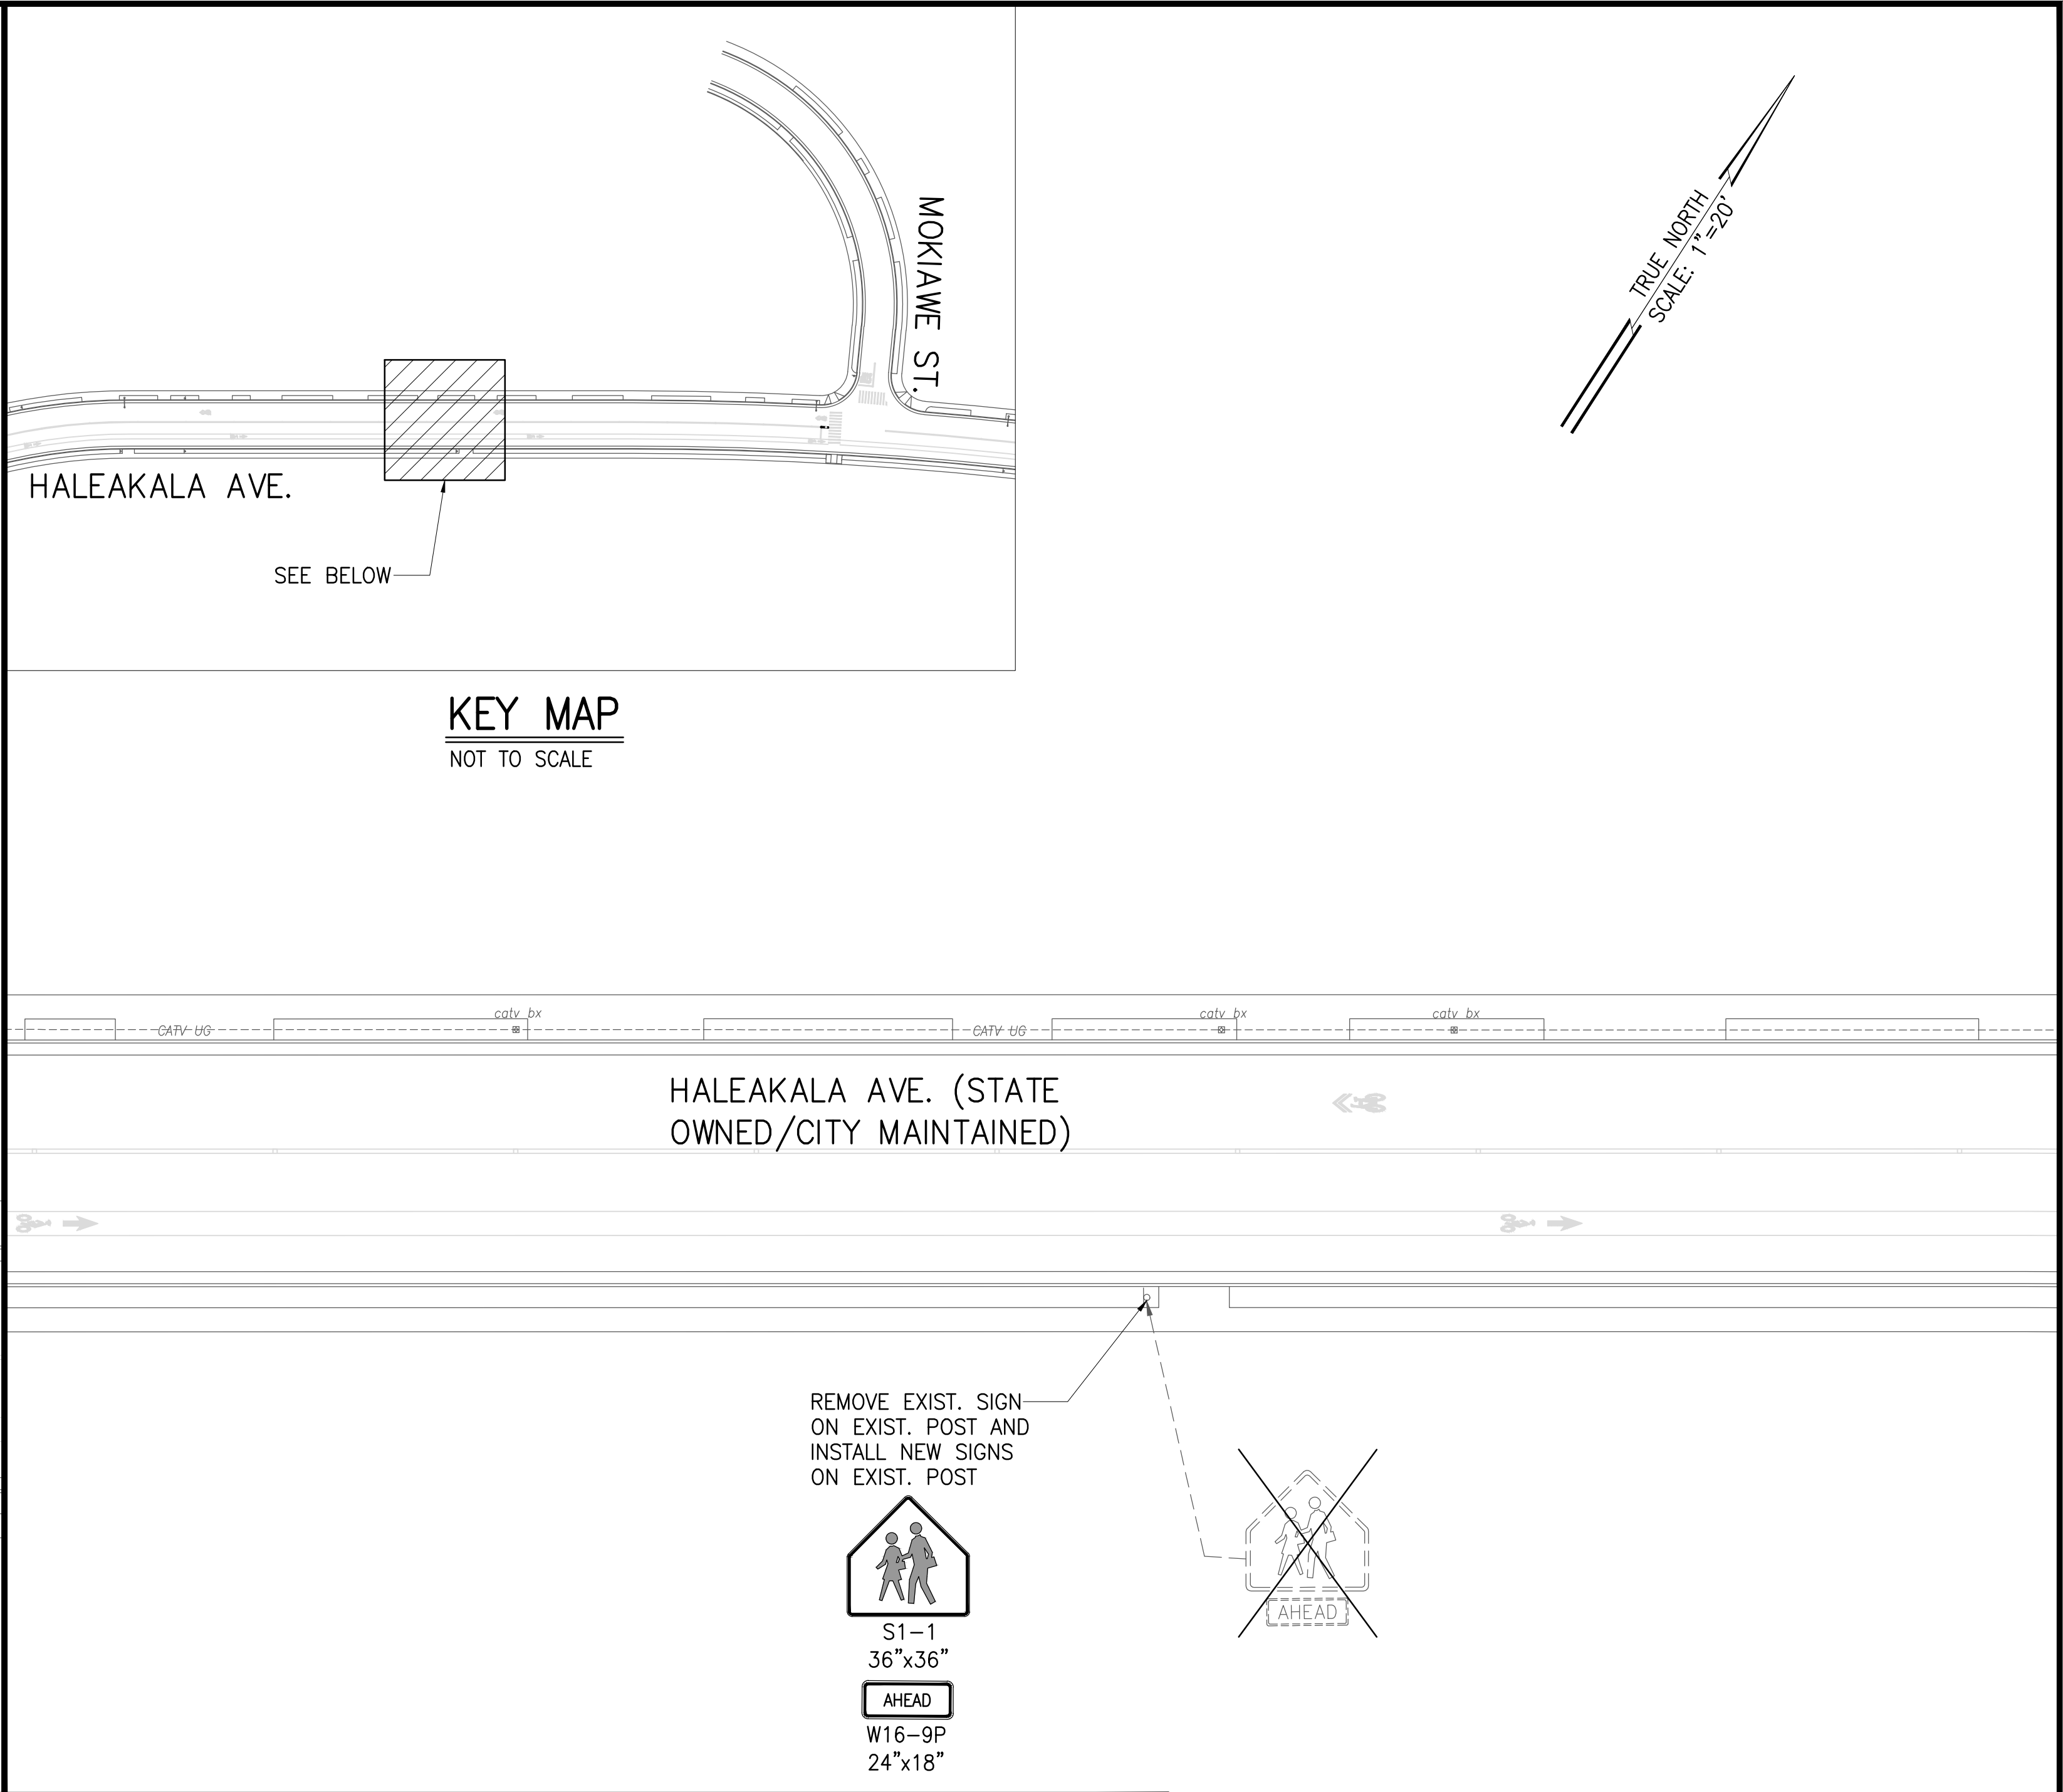 MOKIAWE ST.
TRUE NORTH
SCALE: 1"=20'
HALEAKALA AVE.
SEE BELOW
KEY MAP
NOT TO SCALE
catv bx
catv bx
catv bx
CATV UG
CATV UG
HALEAKALA AVE. (STATE
OWNED/CITY MAINTAINED)
REMOVE EXIST. SIGN
ON EXIST. POST AND
INSTALL NEW SIGNS
ON EXIST. POST
S1-1
36"x36"
AHEAD
W16-9P
24"x18"
AHEAD